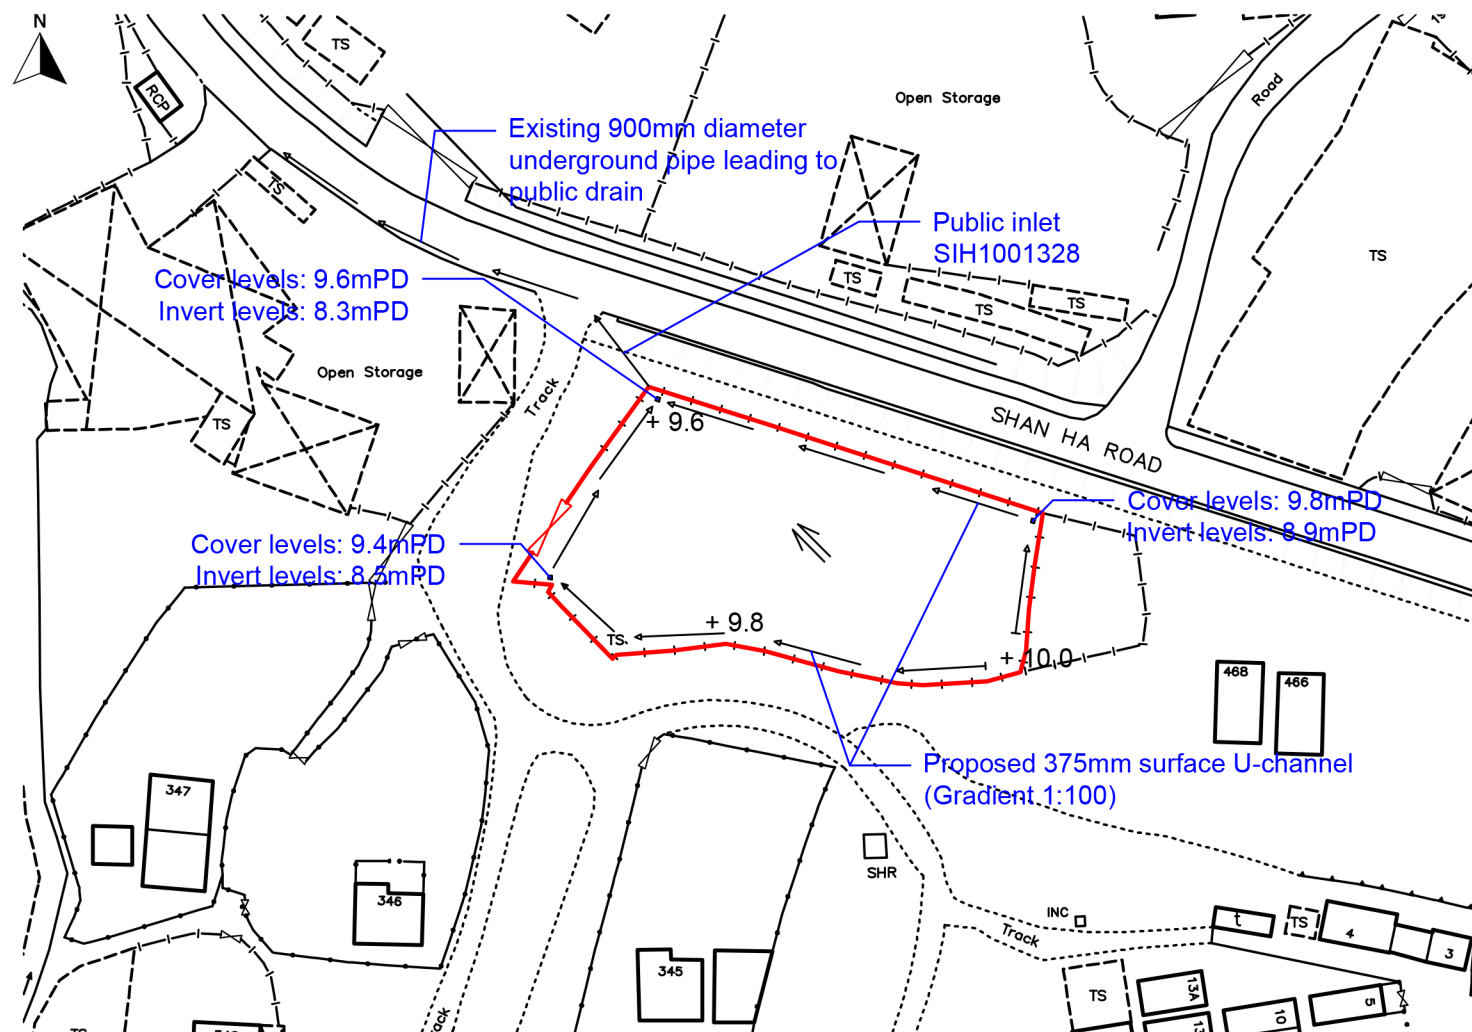 N
TS
RCP
Open Storage
Road
Existing 900mm diameter
underground pipe leading to
public drain
TS
Public inlet
SIH1001328
TS
Cover levels: 9.6mPD
Invert levels: 8.3mPD
TS
TS
TS
Open Storage
Track
TS
+ 9.6
SHAN HA ROAD
Cover levels: 9.8mPD
Invert levels: 8.9mPD
Cover levels: 9.4mPD
Invert levels: 8.5mPD
+ 9.8
TS
+ 10.0
468
466
Proposed 375mm surface U-channel
(Gradient 1:100)
347
SHR
346
INC
Track
t
TS
4
3
345
TS
13A
5
10